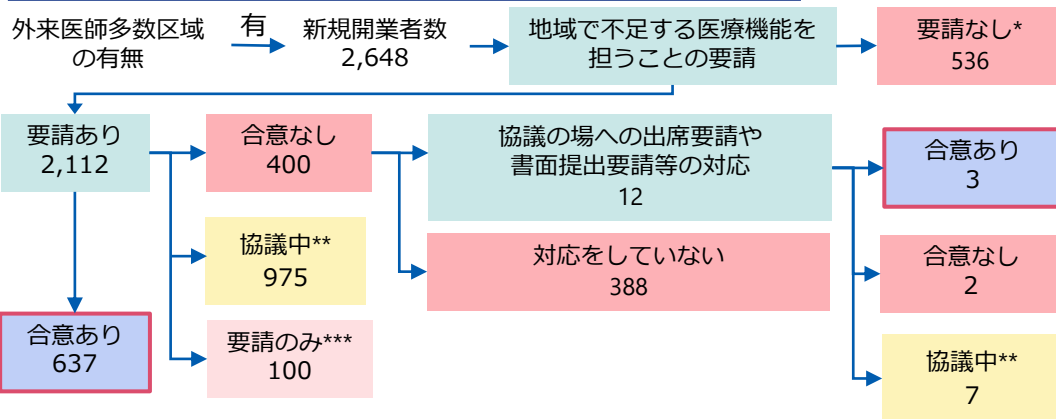 外来医師多数区域
の有無
有
新規開業者数
2,648
地域で不足する医療機能を
担うことの要請
要請なし*
536
要請あり
2,112
合意なし
400
協議の場への出席要請や
書面提出要請等の対応
12
合意あり
3
協議中**
975
対応をしていない
388
合意なし
2
合意あり
637
要請のみ***
100
協議中**
7